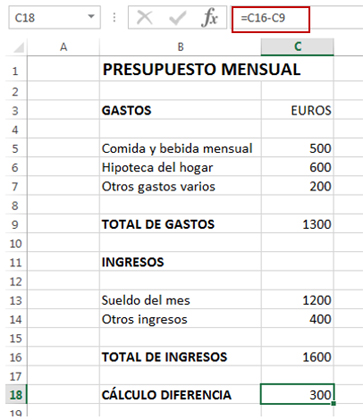 C18 fx =C16-C9
A B C
1 PRESUPUESTO MENSUAL
2
3 GASTOS EUROS
4
5 Comida y bebida mensual 500
6 Hipoteca del hogar 600
7 Otros gastos varios 200
8
9 TOTAL DE GASTOS 1300
10
11 INGRESOS
12
13 Sueldo del mes 1200
14 Otros ingresos 400
15
16 TOTAL DE INGRESOS 1600
17
18 CÁLCULO DIFERENCIA 300
19